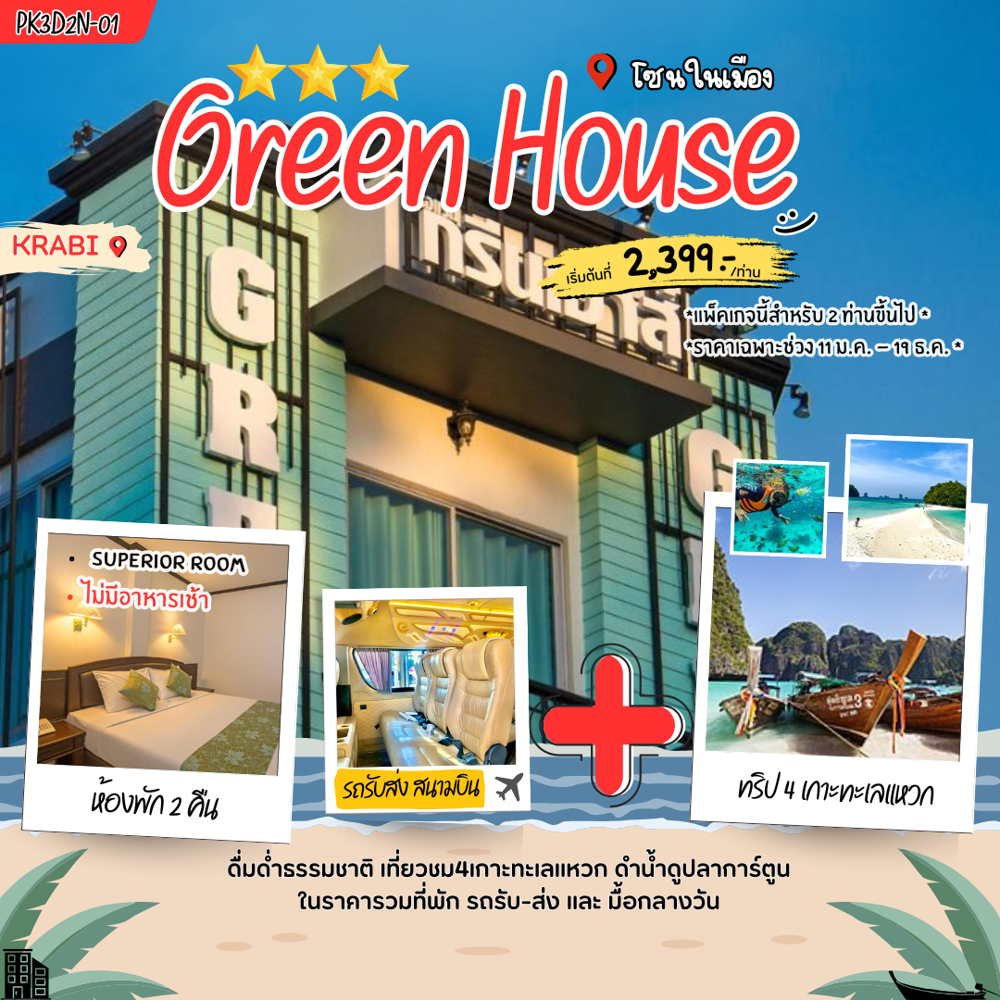 PK3D2N-01
โซนในเมือง
Green House
KRABI
กรีนเฮาส์
เริ่มต้นที่ 2,399.-/ท่าน
*แพ็คเกจนี้สำหรับ 2 ท่านขึ้นไป *
*ราคาเฉพาะช่วง 11 ม.ค. – 19 ธ.ค. *
GRE
G
• SUPERIOR ROOM
• ไม่มีอาหารเช้า
ห้องพัก 2 คืน
รถรับส่ง สนามบิน
3
ทริป 4 เกาะทะเลแหวก
ดื่มด่ำธรรมชาติ เที่ยวชม4เกาะทะเลแหวก ดำน้ำดูปลาการ์ตูน
ในราคารวมที่พัก รถรับ-ส่ง และ มื้อกลางวัน